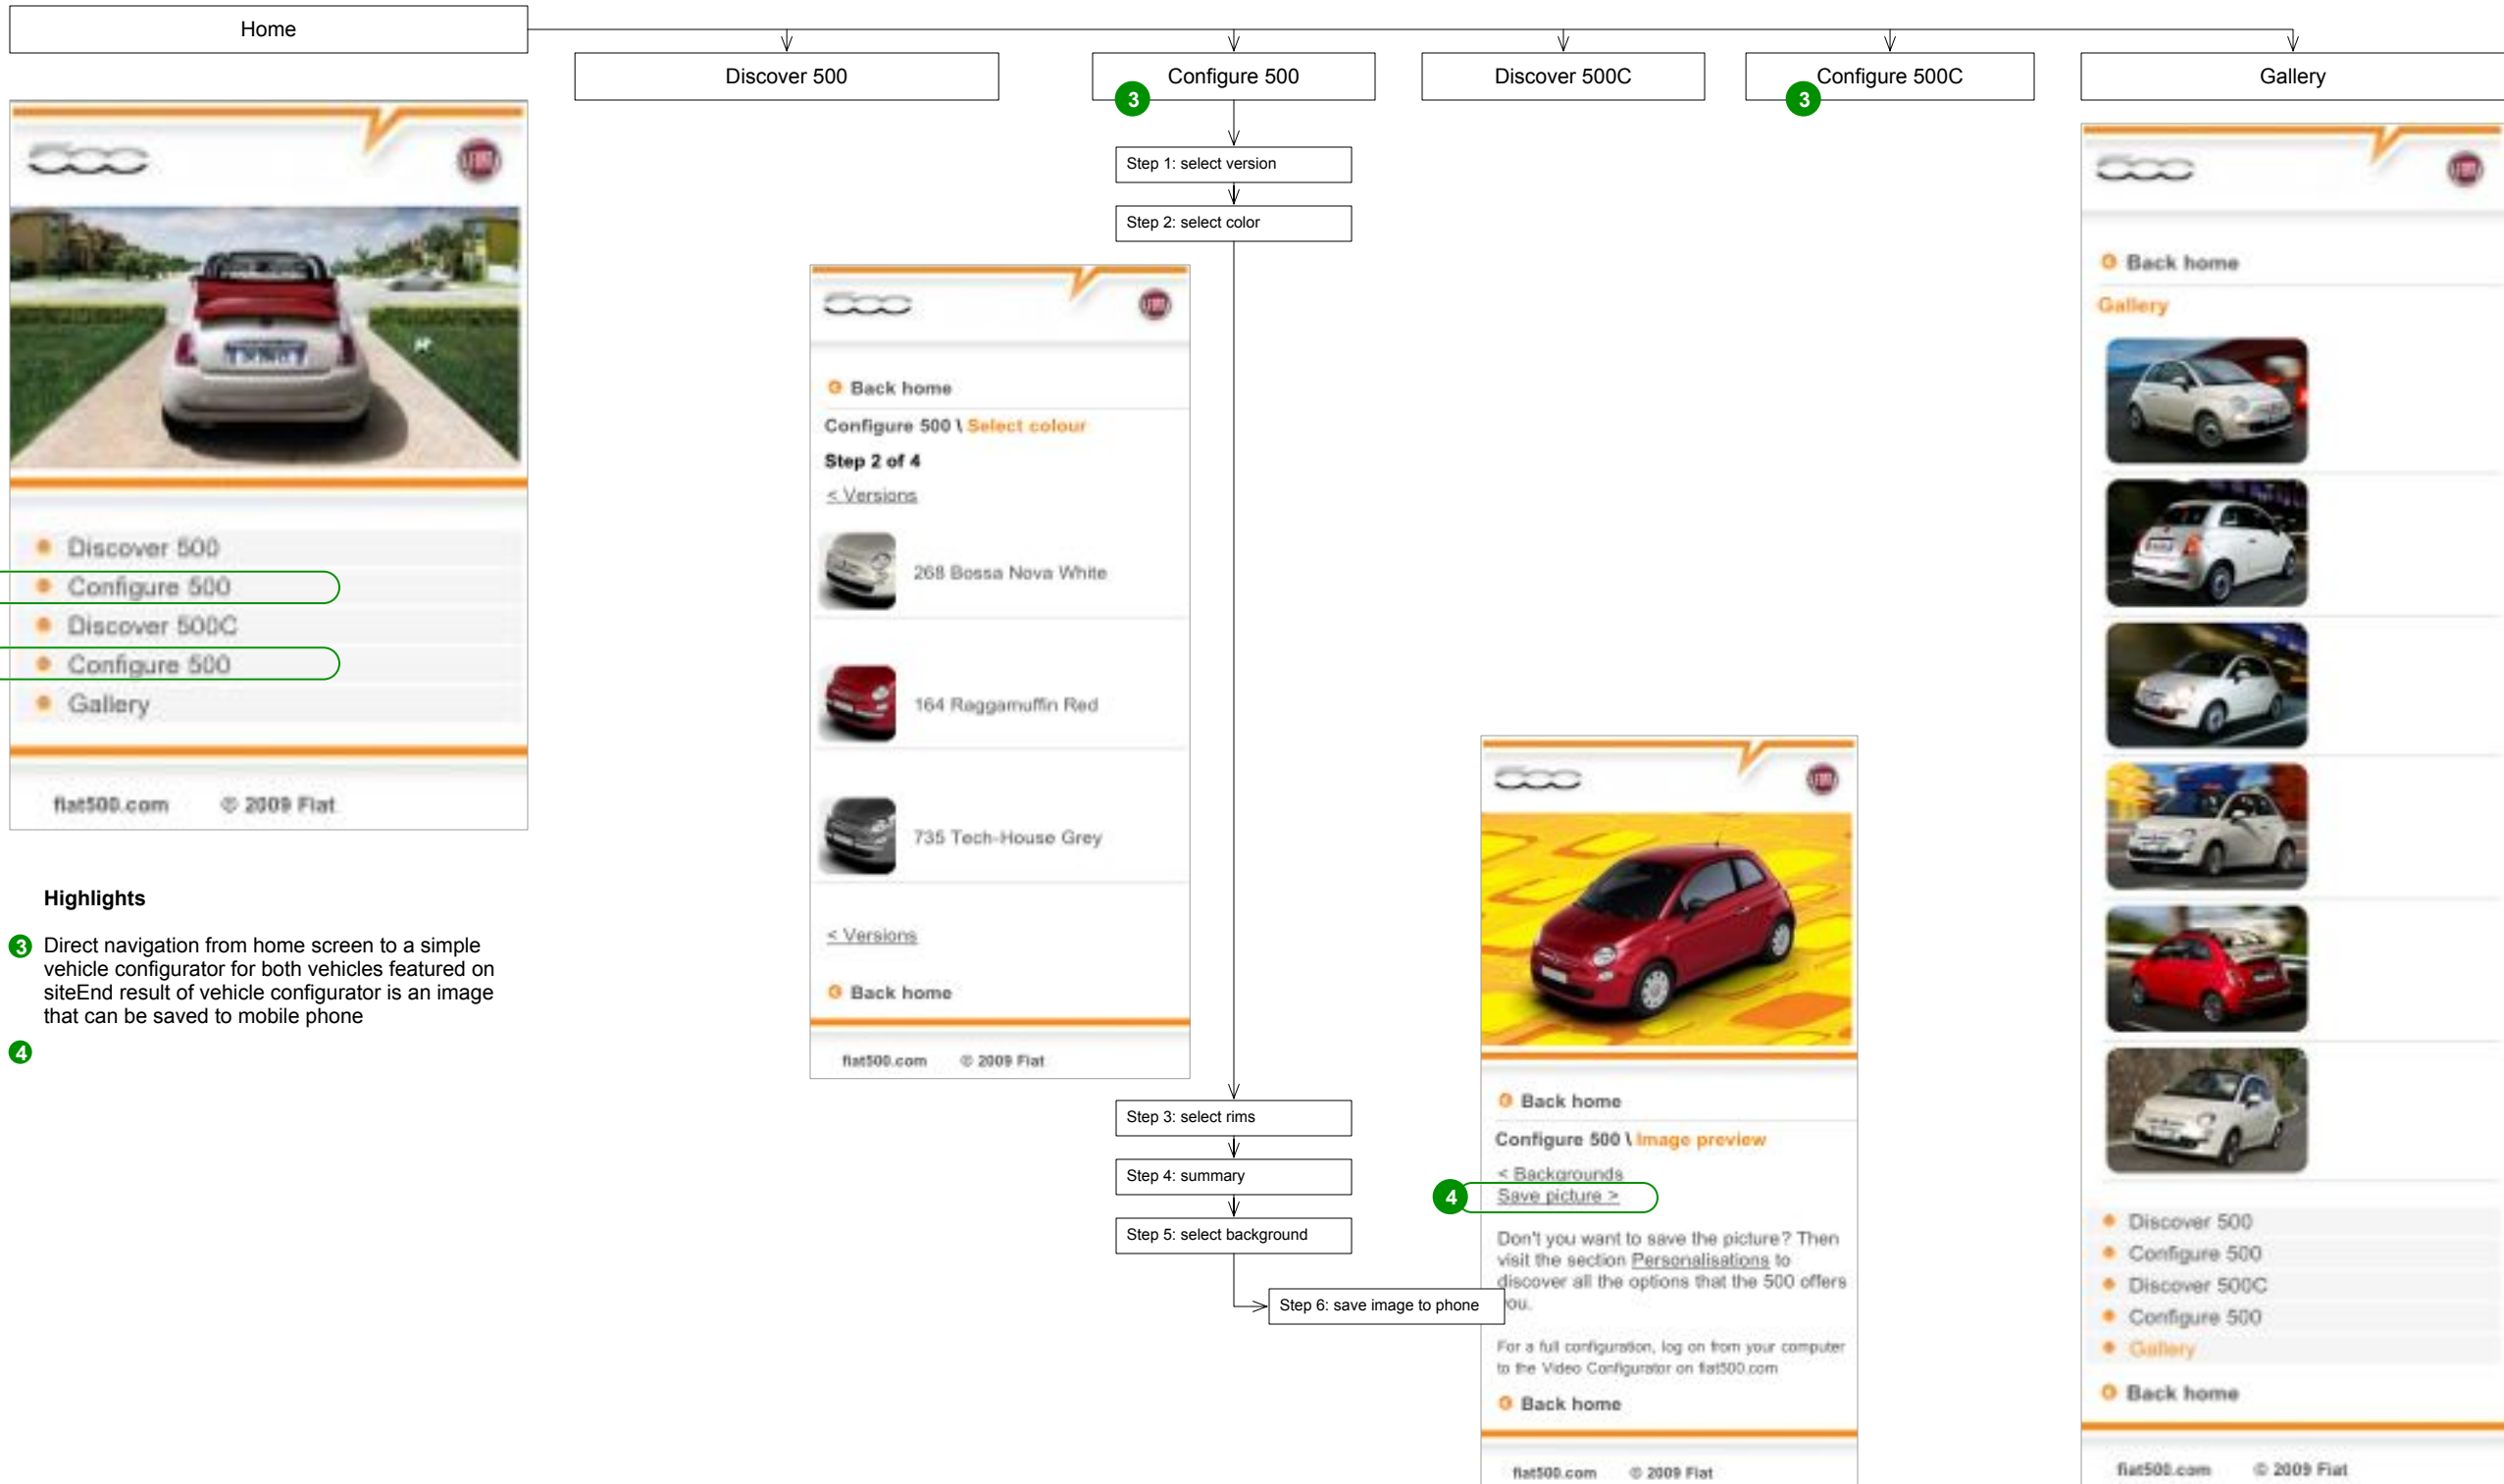 Home
Discover 500
Configure 500
3
Discover 500C
Configure 500C
3
Gallery
500
FIAT
Discover 500
Configure 500
Discover 500C
Configure 500
Gallery
fiat500.com © 2009 Fiat
Highlights
3 Direct navigation from home screen to a simple
vehicle configurator for both vehicles featured on
siteEnd result of vehicle configurator is an image
that can be saved to mobile phone
4
Step 1: select version
Step 2: select color
500
FIAT
Back home
Configure 500 \ Select colour
Step 2 of 4
< Versions
268 Bossa Nova White
164 Raggamuffin Red
735 Tech-House Grey
< Versions
Back home
fiat500.com © 2009 Fiat
Step 3: select rims
Step 4: summary
Step 5: select background
Step 6: save image to phone
500
FIAT
Back home
Configure 500 \ Image preview
< Backgrounds
4
Save picture >
Don't you want to save the picture? Then
visit the section Personalisations to
discover all the options that the 500 offers
you.
For a full configuration, log on from your computer
to the Video Configurator on fiat500.com
Back home
fiat500.com © 2009 Fiat
500
FIAT
Back home
Gallery
Discover 500
Configure 500
Discover 500C
Configure 500
Gallery
Back home
fiat500.com © 2009 Fiat